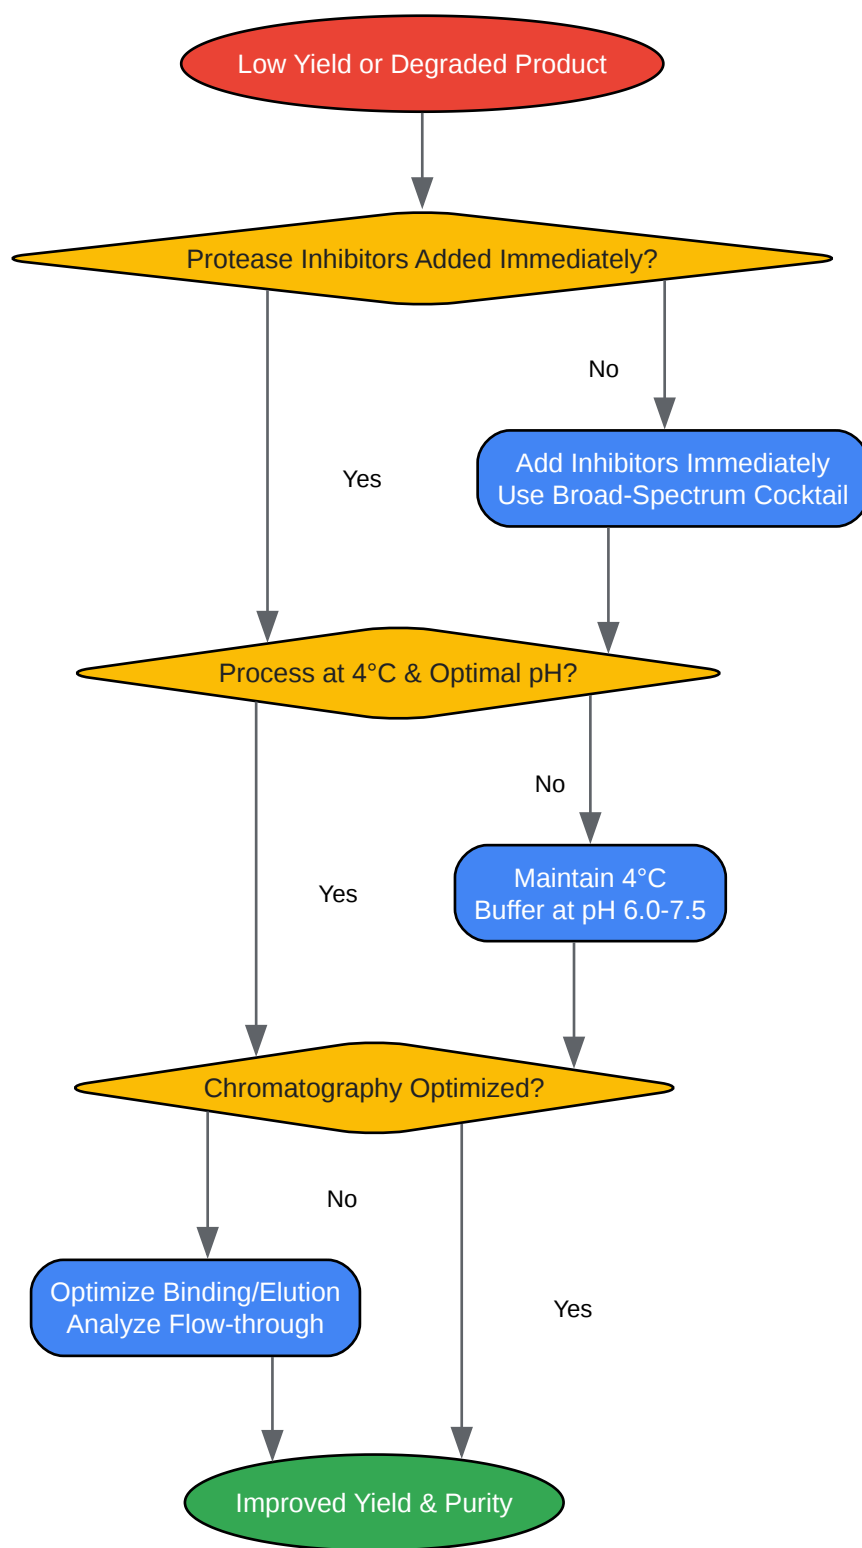 Low Yield or Degraded Product
Protease Inhibitors Added Immediately?
No
Add Inhibitors Immediately
Use Broad-Spectrum Cocktail
Yes
Process at 4°C & Optimal pH?
No
Maintain 4°C
Buffer at pH 6.0-7.5
Yes
Chromatography Optimized?
No
Optimize Binding/Elution
Analyze Flow-through
Yes
Improved Yield & Purity